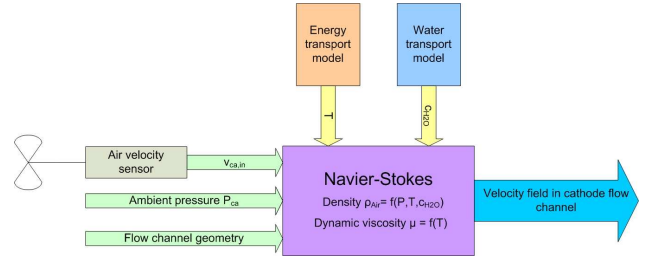 Energy
transport
model
Water
transport
model
T
cH2O
Air velocity
sensor
vca,in
Ambient pressure Pca
Flow channel geometry
Navier-Stokes
Density ρAir= f(P,T,cH2O)
Dynamic viscosity μ = f(T)
Velocity field in cathode flow
channel